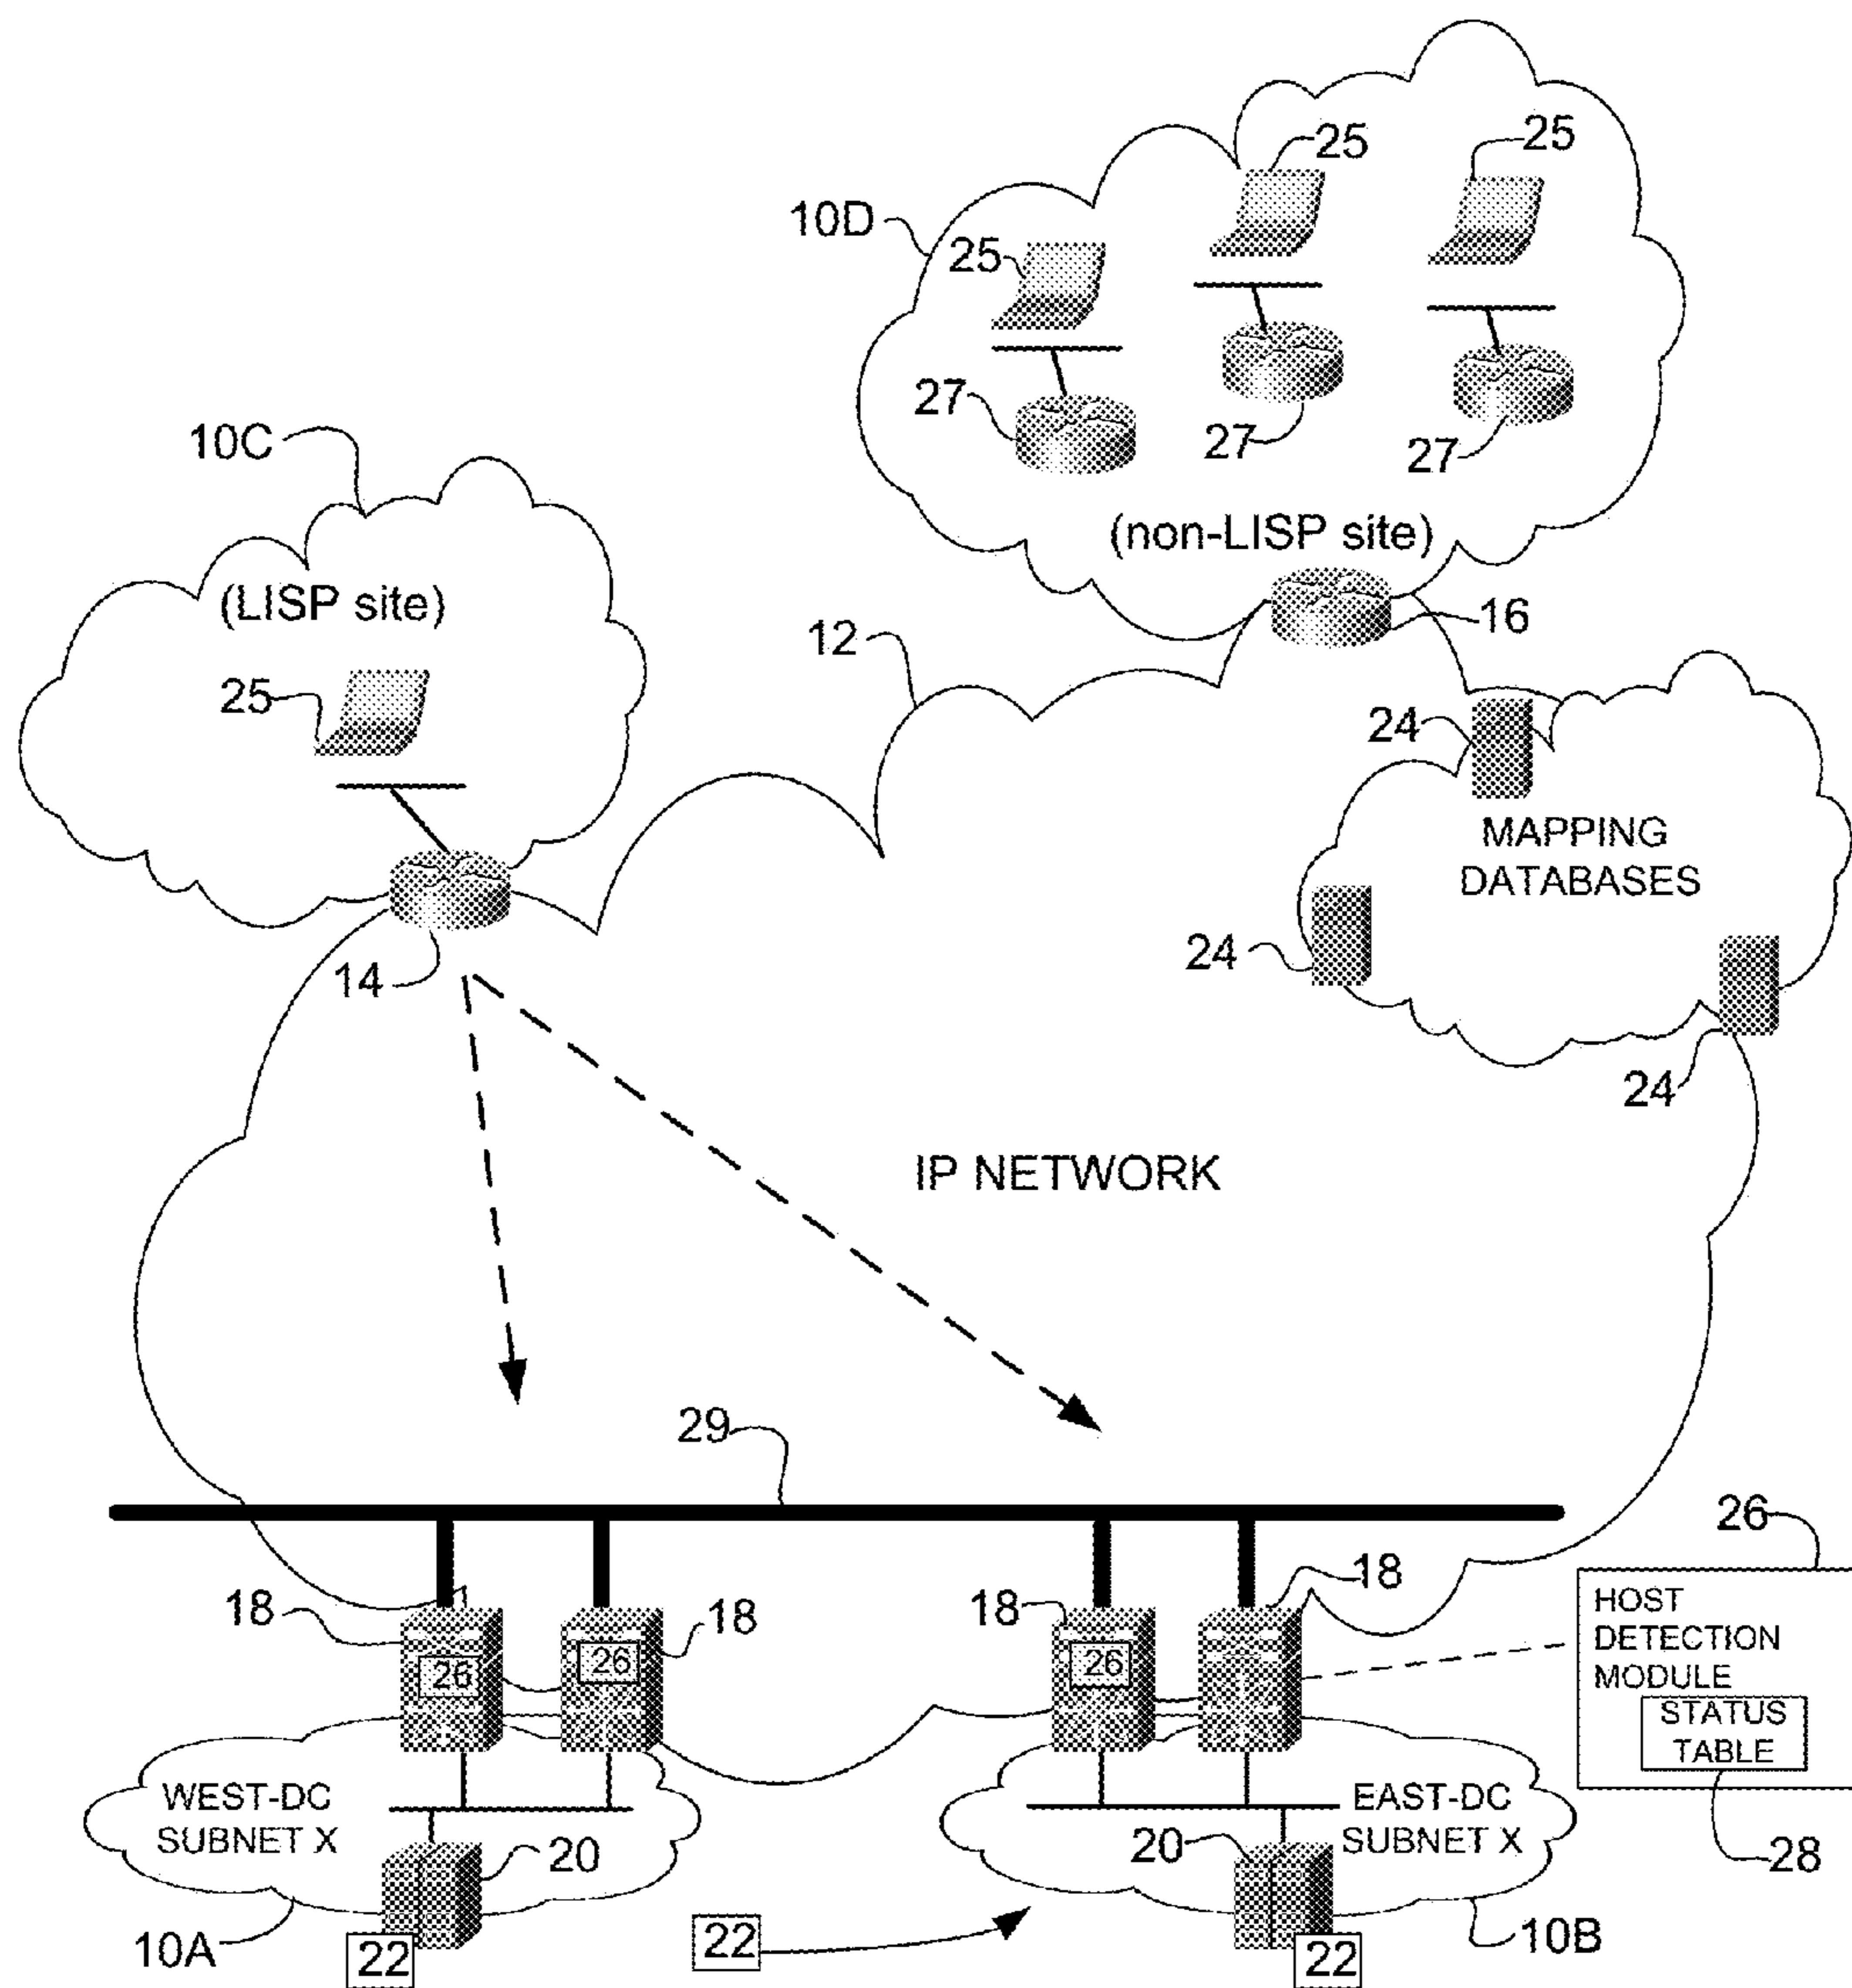 25
25
10D
25
27
27
27
10C
(non-LISP site)
(LISP site)
16
12
25
24
MAPPING
DATABASES
24
14
24
IP NETWORK
29
26
18
18
18
18
HOST
DETECTION
MODULE
26
26
26
STATUS
TABLE
WEST-DC
SUBNET X
EAST-DC
SUBNET X
20
20
28
10A
22
22
22
10B